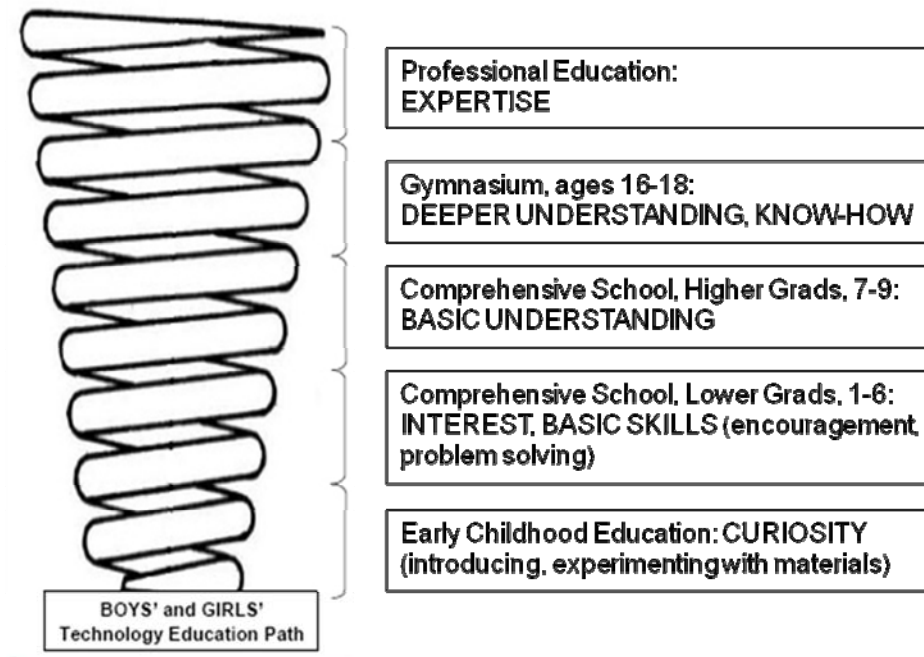 Professional Education:
EXPERTISE
Gymnasium, ages 16-18:
DEEPER UNDERSTANDING, KNOW-HOW
Comprehensive School, Higher Grads, 7-9:
BASIC UNDERSTANDING
Comprehensive School, Lower Grads, 1-6:
INTEREST, BASIC SKILLS (encouragement,
problem solving)
Early Childhood Education: CURIOSITY
(introducing, experimenting with materials)
BOYS' and GIRLS'
Technology Education Path